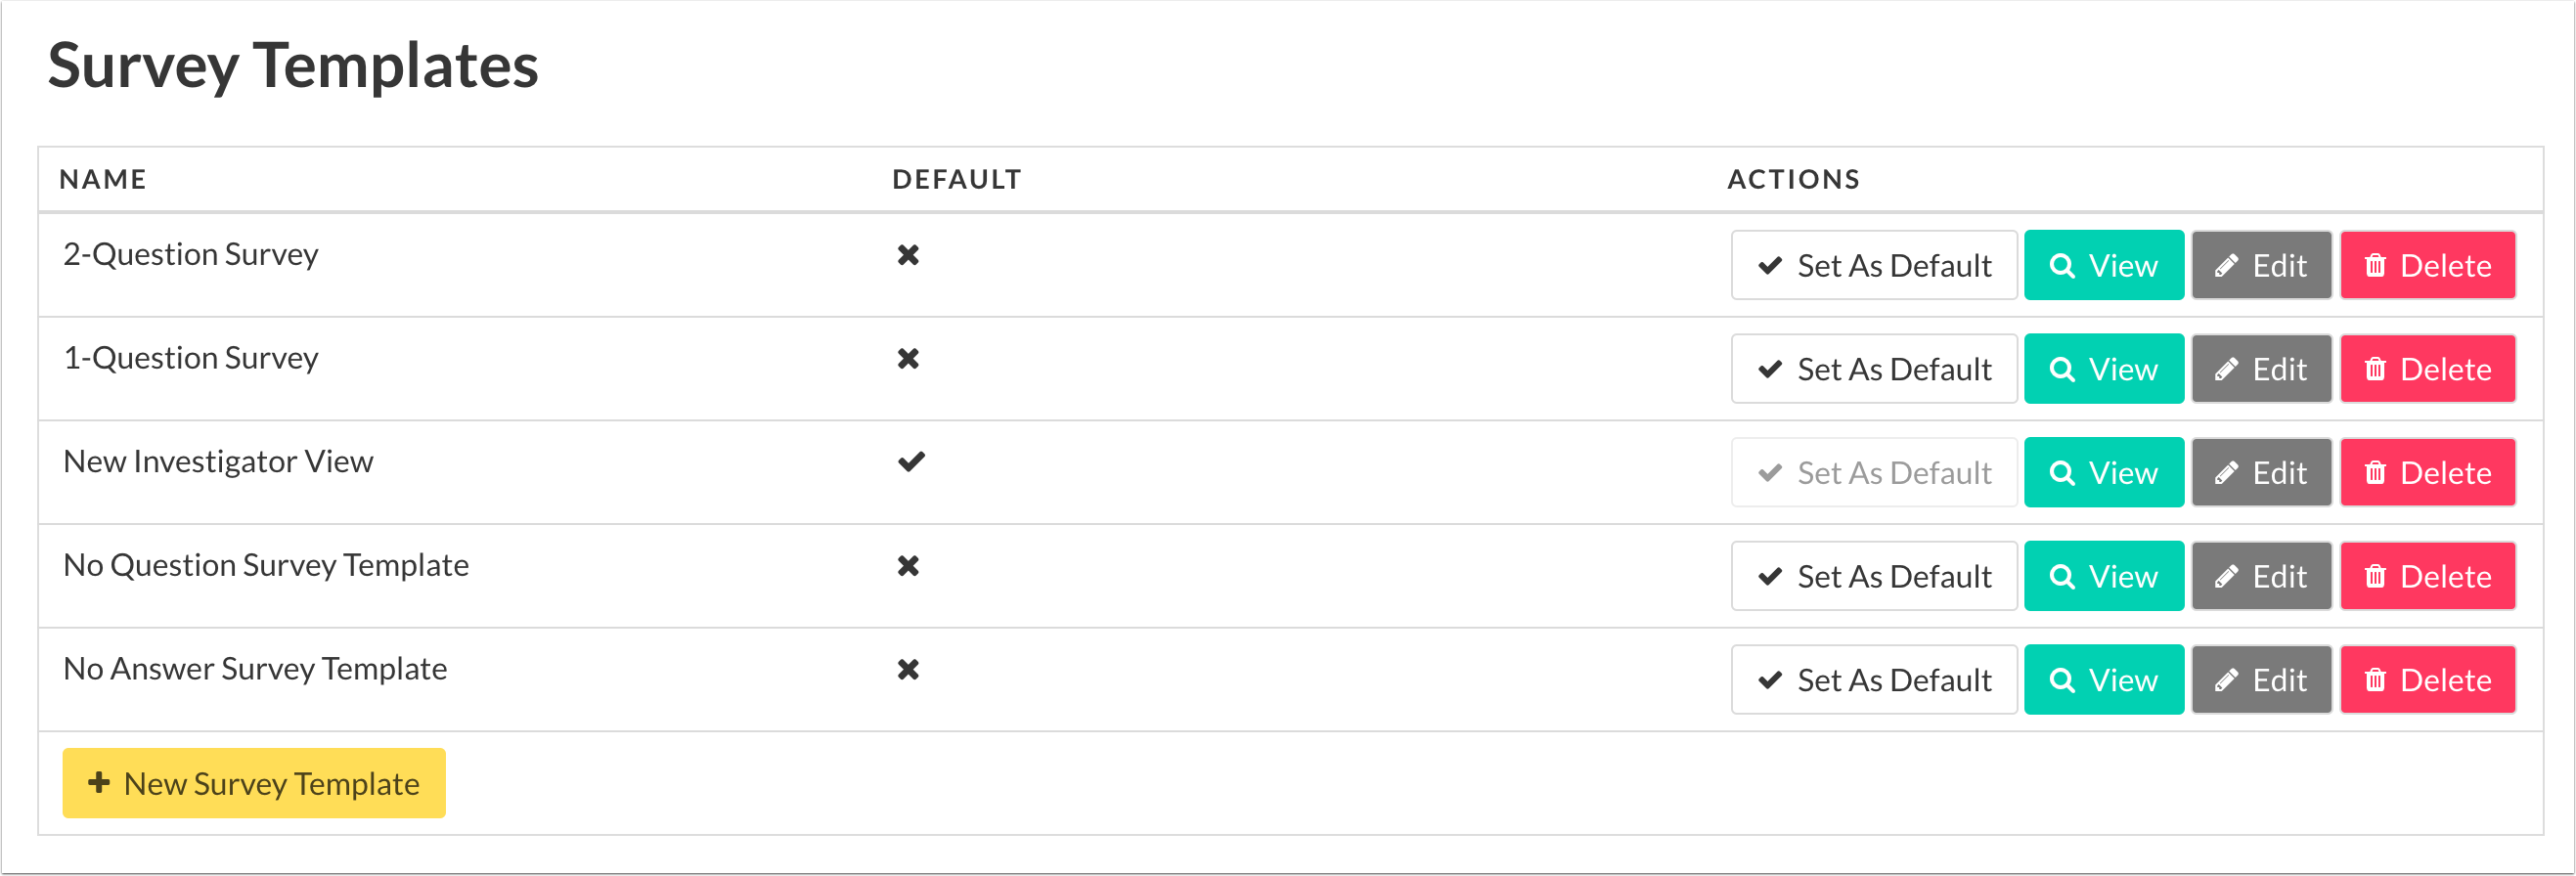 Survey Templates
NAME DEFAULT ACTIONS
2-Question Survey Set As Default View Edit Delete
1-Question Survey Set As Default View Edit Delete
New Investigator View Set As Default View Edit Delete
No Question Survey Template Set As Default View Edit Delete
No Answer Survey Template Set As Default View Edit Delete
New Survey Template